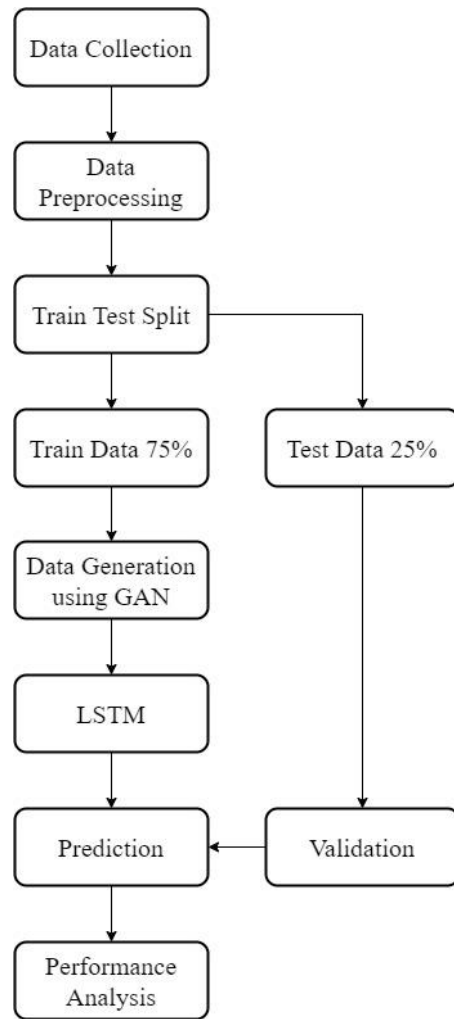 Data Collection
Data
Preprocessing
Train Test Split
Train Data 75%
Test Data 25%
Data Generation
using GAN
LSTM
Prediction
Validation
Performance
Analysis